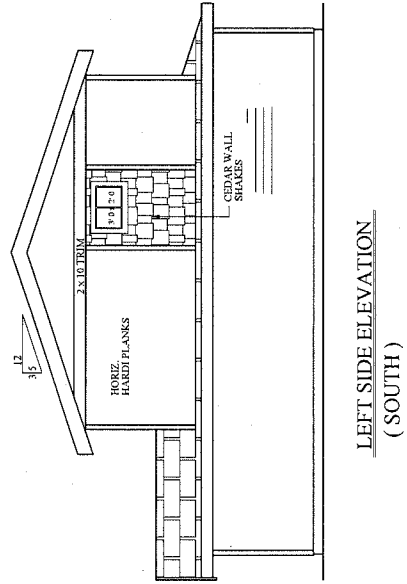 12
3.5
2 x 10 TRIM
HORIZ.
HARDI PLANKS
3'0 x 2'0
CEDAR WALL
SHAKES
LEFT SIDE ELEVATION
( SOUTH )